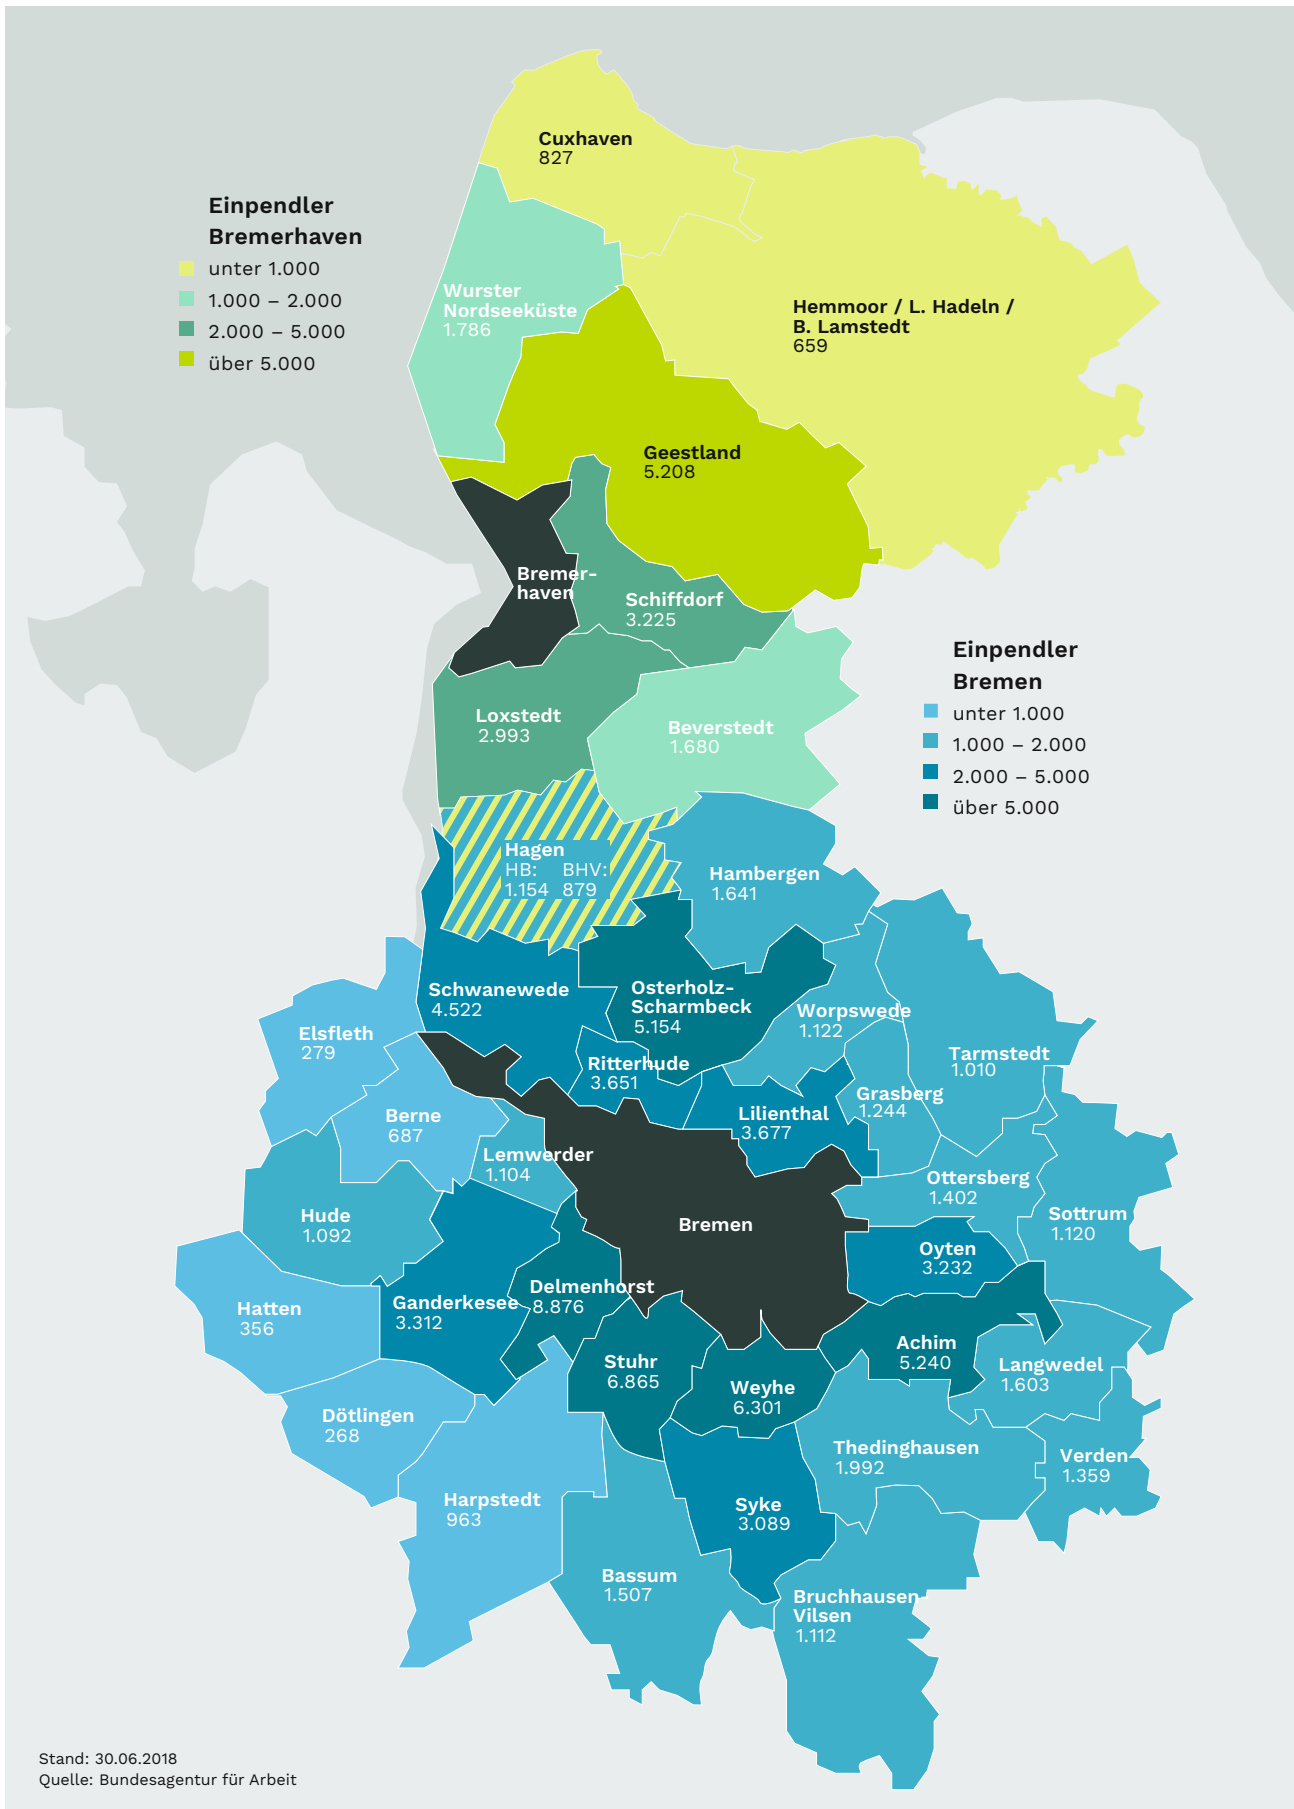 Cuxhaven
827
Einpendler
Bremerhaven
unter 1.000
1.000 – 2.000
2.000 – 5.000
über 5.000
Wurster
Nordseeküste
1.786
Hemmoor / L. Hadeln /
B. Lamstedt
659
Geestland
5.208
Bremer-
haven
Schiffdorf
3.225
Einpendler
Bremen
unter 1.000
1.000 – 2.000
2.000 – 5.000
über 5.000
Loxstedt
2.993
Beverstedt
1.680
Hagen
HB: BHV:
1.154 879
Hambergen
1.641
Schwanewede
4.522
Osterholz-
Scharmbeck
5.154
Worpswede
1.122
Elsfleth
279
Ritterhude
3.651
Tarmstedt
1.010
Grasberg
1.244
Berne
687
Lilienthal
3.677
Lemwerder
1.104
Ottersberg
1.402
Hude
1.092
Bremen
Sottrum
1.120
Oyten
3.232
Hatten
356
Ganderkesee
3.312
Delmenhorst
8.876
Achim
5.240
Stuhr
6.865
Langwedel
1.603
Weyhe
6.301
Dötlingen
268
Thedinghausen
1.992
Verden
1.359
Harpstedt
963
Syke
3.089
Bassum
1.507
Bruchhausen-
Vilsen
1.112
Stand: 30.06.2018
Quelle: Bundesagentur für Arbeit